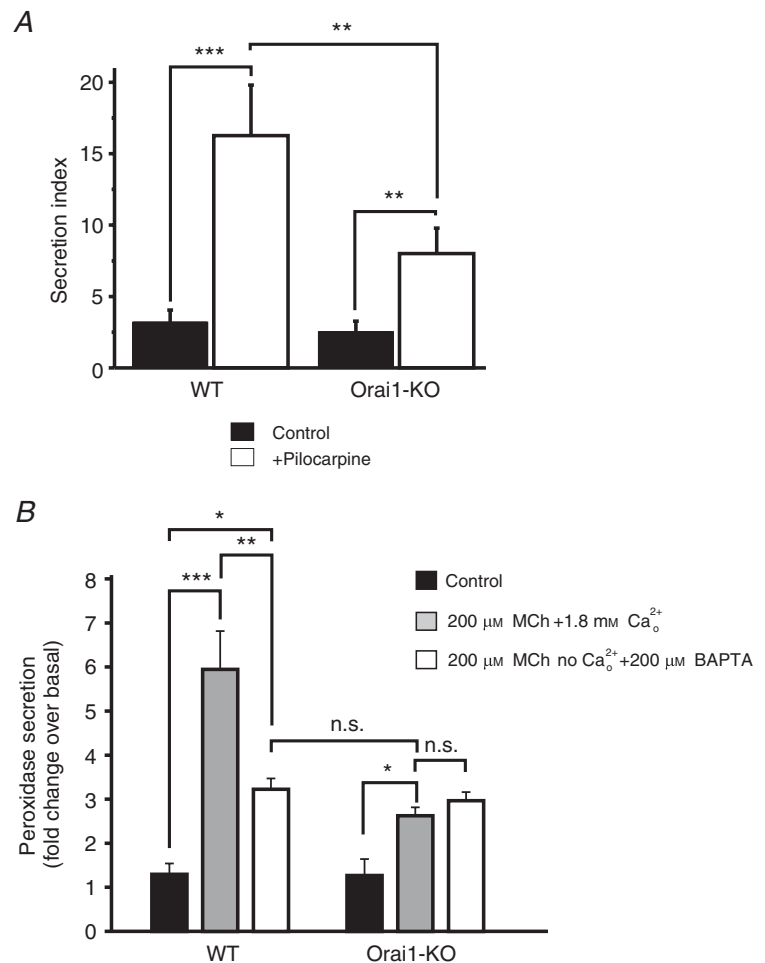 A
**
***
**
20
15
10
5
0
Secretion index
WT Orai1-KO
Control
+Pilocarpine
B
*
**
***
8
7
6
5
4
3
2
1
0
Peroxidase secretion
(fold change over basal)
Control
200 µM MCh +1.8 mM Ca²⁺ₒ
200 µM MCh no Ca²⁺ₒ +200 µM BAPTA
n.s.
n.s.
*
WT Orai1-KO